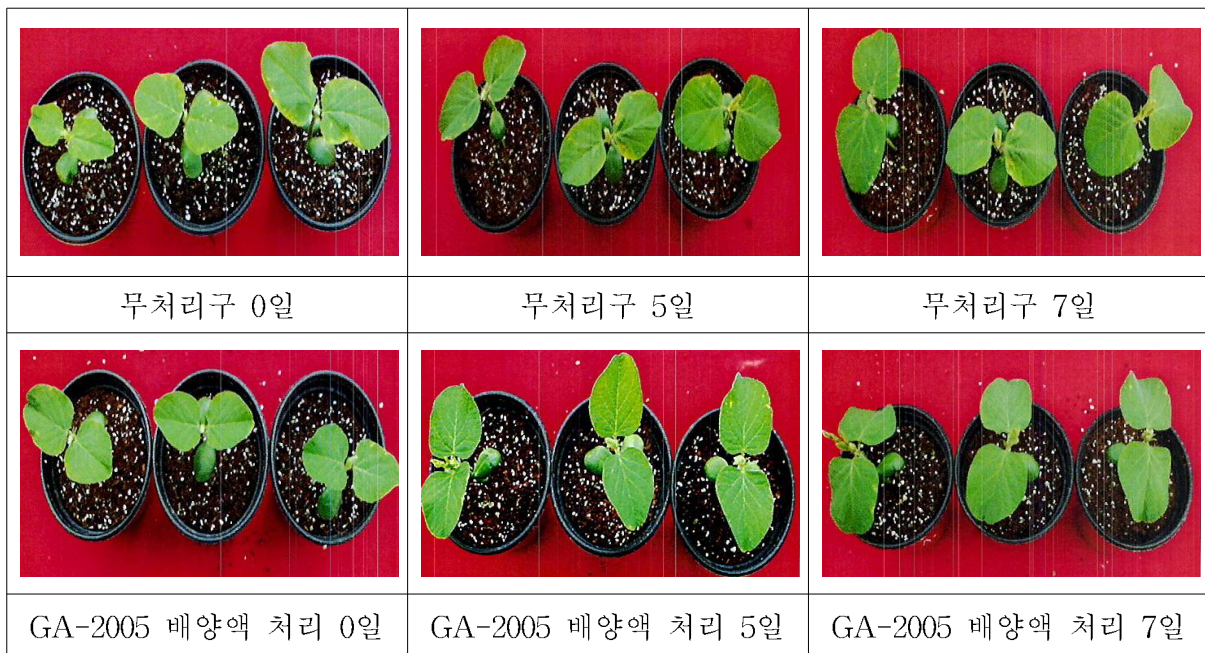 무처리구 0일
무처리구 5일
무처리구 7일
GA-2005 배양액 처리 0일
GA-2005 배양액 처리 5일
GA-2005 배양액 처리 7일